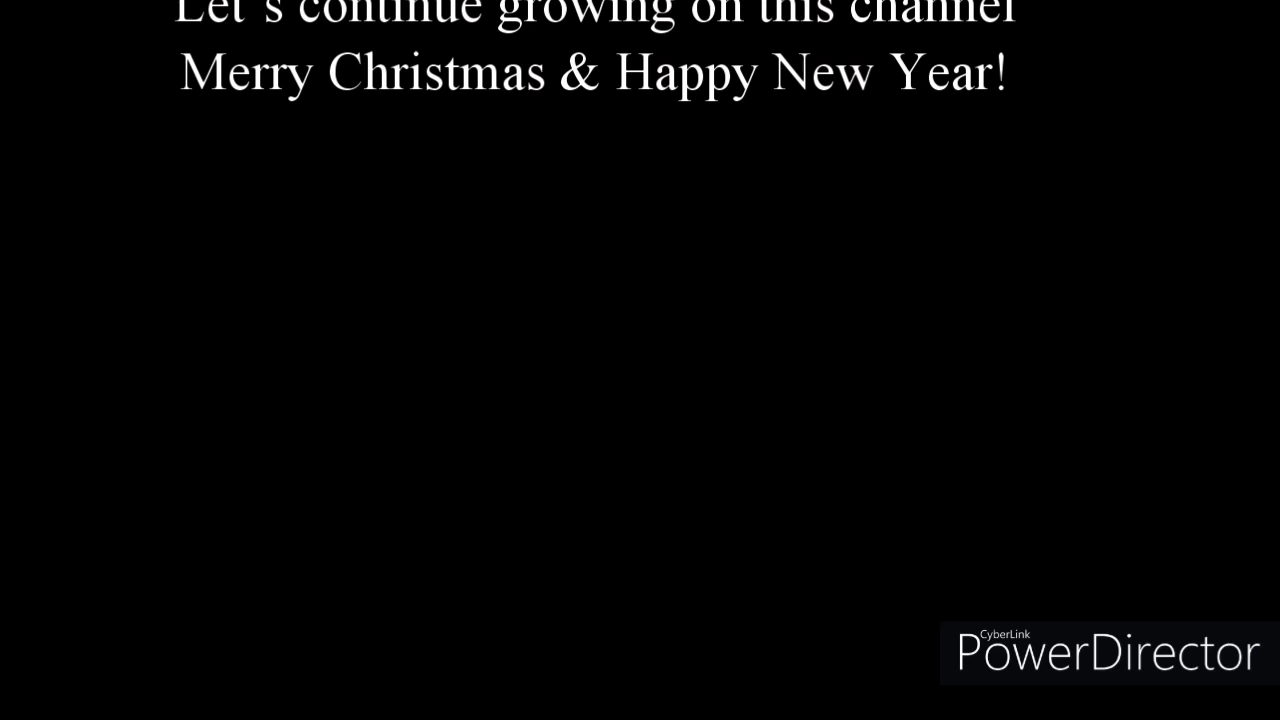 Let's continue growing on this channel
Merry Christmas & Happy New Year!
CyberLink
PowerDirector